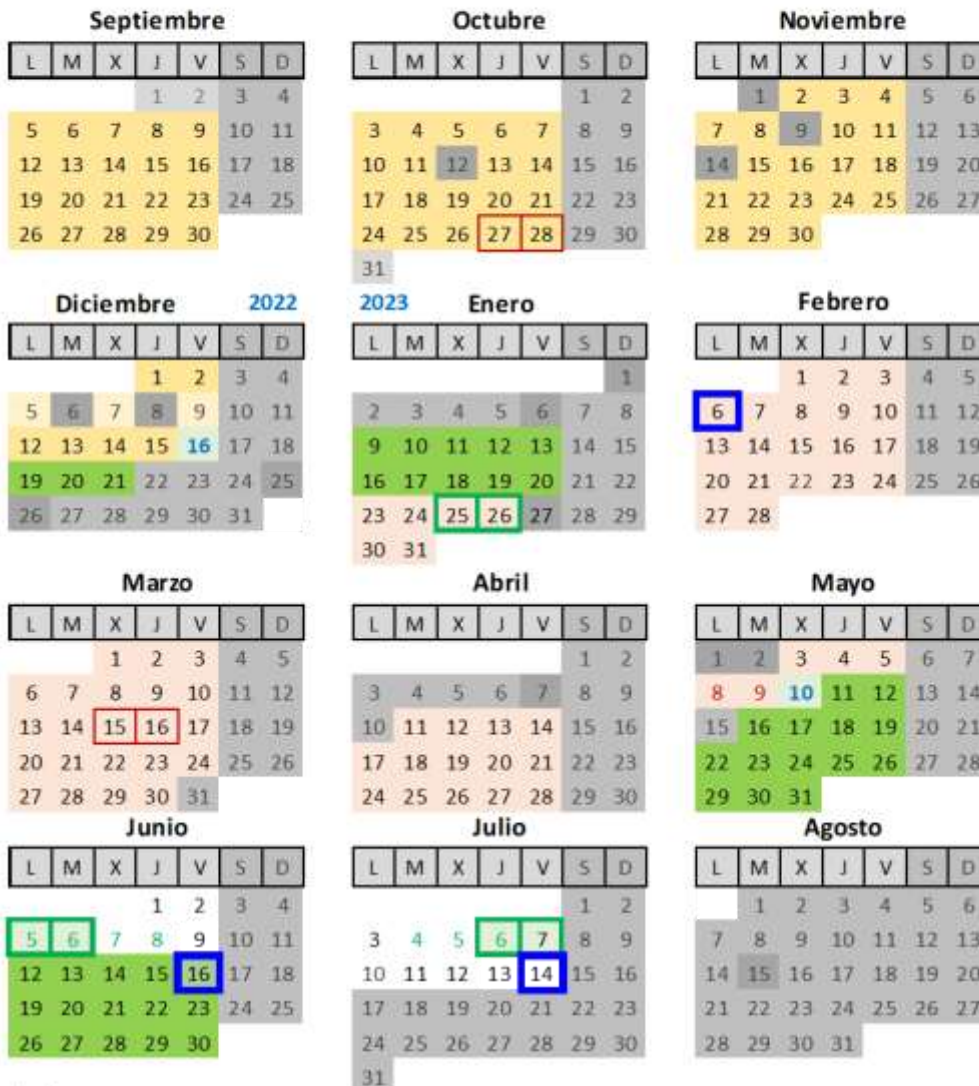 Septiembre Octubre Noviembre
L M X J V S D L M X J V S D L M X J V S D
1 2 3 4 1 2 1 2 3 4 5 6
5 6 7 8 9 10 11 3 4 5 6 7 8 9 7 8 9 10 11 12 13
12 13 14 15 16 17 18 10 11 12 13 14 15 16 14 15 16 17 18 19 20
19 20 21 22 23 24 25 17 18 19 20 21 22 23 21 22 23 24 25 26 27
26 27 28 29 30 24 25 26 27 28 29 30 28 29 30
31
Diciembre 2022 2023 Enero Febrero
L M X J V S D L M X J V S D L M X J V S D
1 2 3 4 1 1 2 3 4 5
5 6 7 8 9 10 11 2 3 4 5 6 7 8 6 7 8 9 10 11 12
12 13 14 15 16 17 18 9 10 11 12 13 14 15 13 14 15 16 17 18 19
19 20 21 22 23 24 25 16 17 18 19 20 21 22 20 21 22 23 24 25 26
26 27 28 29 30 31 23 24 25 26 27 28 29 27 28
30 31
Marzo Abril Mayo
L M X J V S D L M X J V S D L M X J V S D
1 2 3 4 5 1 2 1 2 3 4 5 6 7
6 7 8 9 10 11 12 3 4 5 6 7 8 9 8 9 10 11 12 13 14
13 14 15 16 17 18 19 10 11 12 13 14 15 16 15 16 17 18 19 20 21
20 21 22 23 24 25 26 17 18 19 20 21 22 23 22 23 24 25 26 27 28
27 28 29 30 31 24 25 26 27 28 29 30 29 30 31
Junio Julio Agosto
L M X J V S D L M X J V S D L M X J V S D
1 2 3 4 1 2 1 2 3 4 5 6
5 6 7 8 9 10 11 3 4 5 6 7 8 9 7 8 9 10 11 12 13
12 13 14 15 16 17 18 10 11 12 13 14 15 16 14 15 16 17 18 19 20
19 20 21 22 23 24 25 17 18 19 20 21 22 23 21 22 23 24 25 26 27
26 27 28 29 30 24 25 26 27 28 29 30 28 29 30 31
31